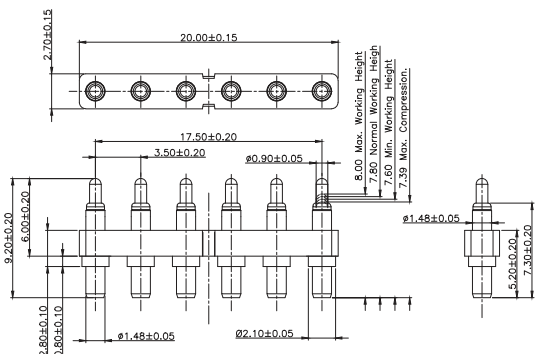 20.00±0.15
2.70±0.15
17.50±0.20
3.50±0.20
ø0.90±0.05
8.00 Max. Working Height
7.80 Normal Working Heigh
7.60 Min. Working Height
7.39 Max. Compression.
9.20±0.20
6.00±0.20
ø1.48±0.05
5.20±0.20
7.30±0.20
2.80±0.10
0.80±0.10
ø1.48±0.05
Ø2.10±0.05